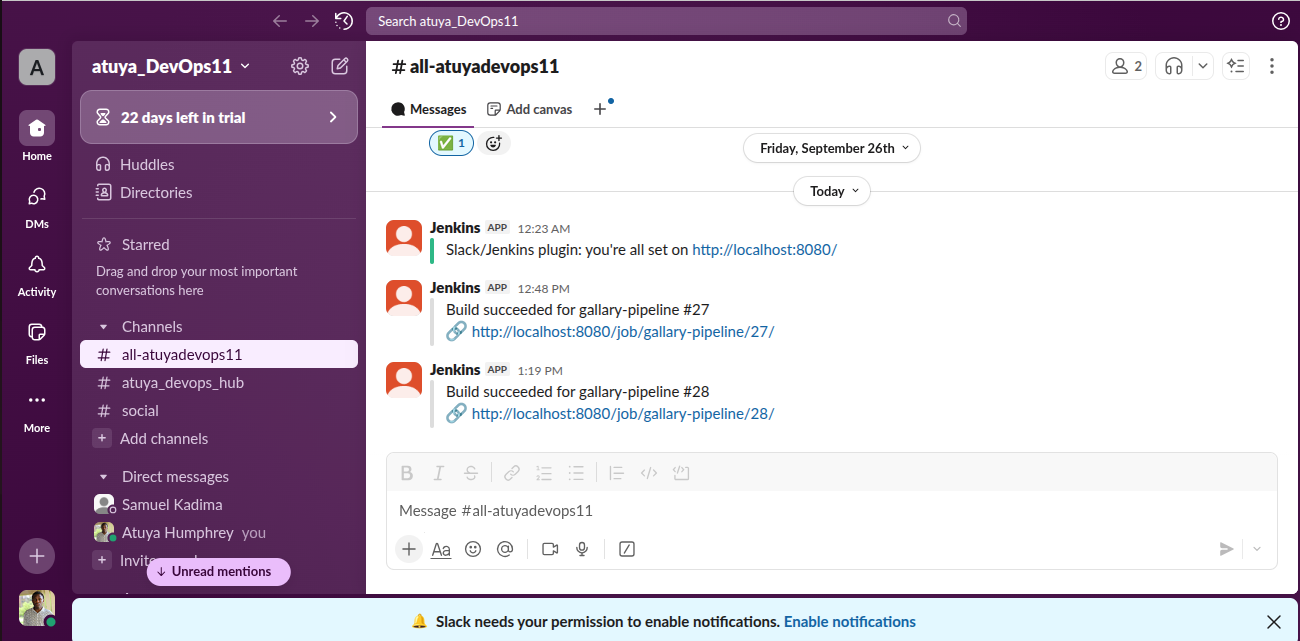 Search atuya_DevOps11
A
atuya_DevOps11
22 days left in trial
Home
DMs
Activity
Files
More
Huddles
Directories
Starred
Drag and drop your most important
conversations here
Channels
# all-atuyadevops11
# atuya_devops_hub
# social
+ Add channels
Direct messages
Samuel Kadima
Atuya Humphrey you
+ Invite
↓ Unread mentions
# all-atuyadevops11
2
Messages
Add canvas
+
✅ 1
Friday, September 26th
Today
Jenkins APP 12:23 AM
Slack/Jenkins plugin: you're all set on http://localhost:8080/
Jenkins APP 12:48 PM
Build succeeded for gallary-pipeline #27
🔗 http://localhost:8080/job/gallary-pipeline/27/
Jenkins APP 1:19 PM
Build succeeded for gallary-pipeline #28
🔗 http://localhost:8080/job/gallary-pipeline/28/
B I S
Message #all-atuyadevops11
+ Aa @
🔔 Slack needs your permission to enable notifications. Enable notifications